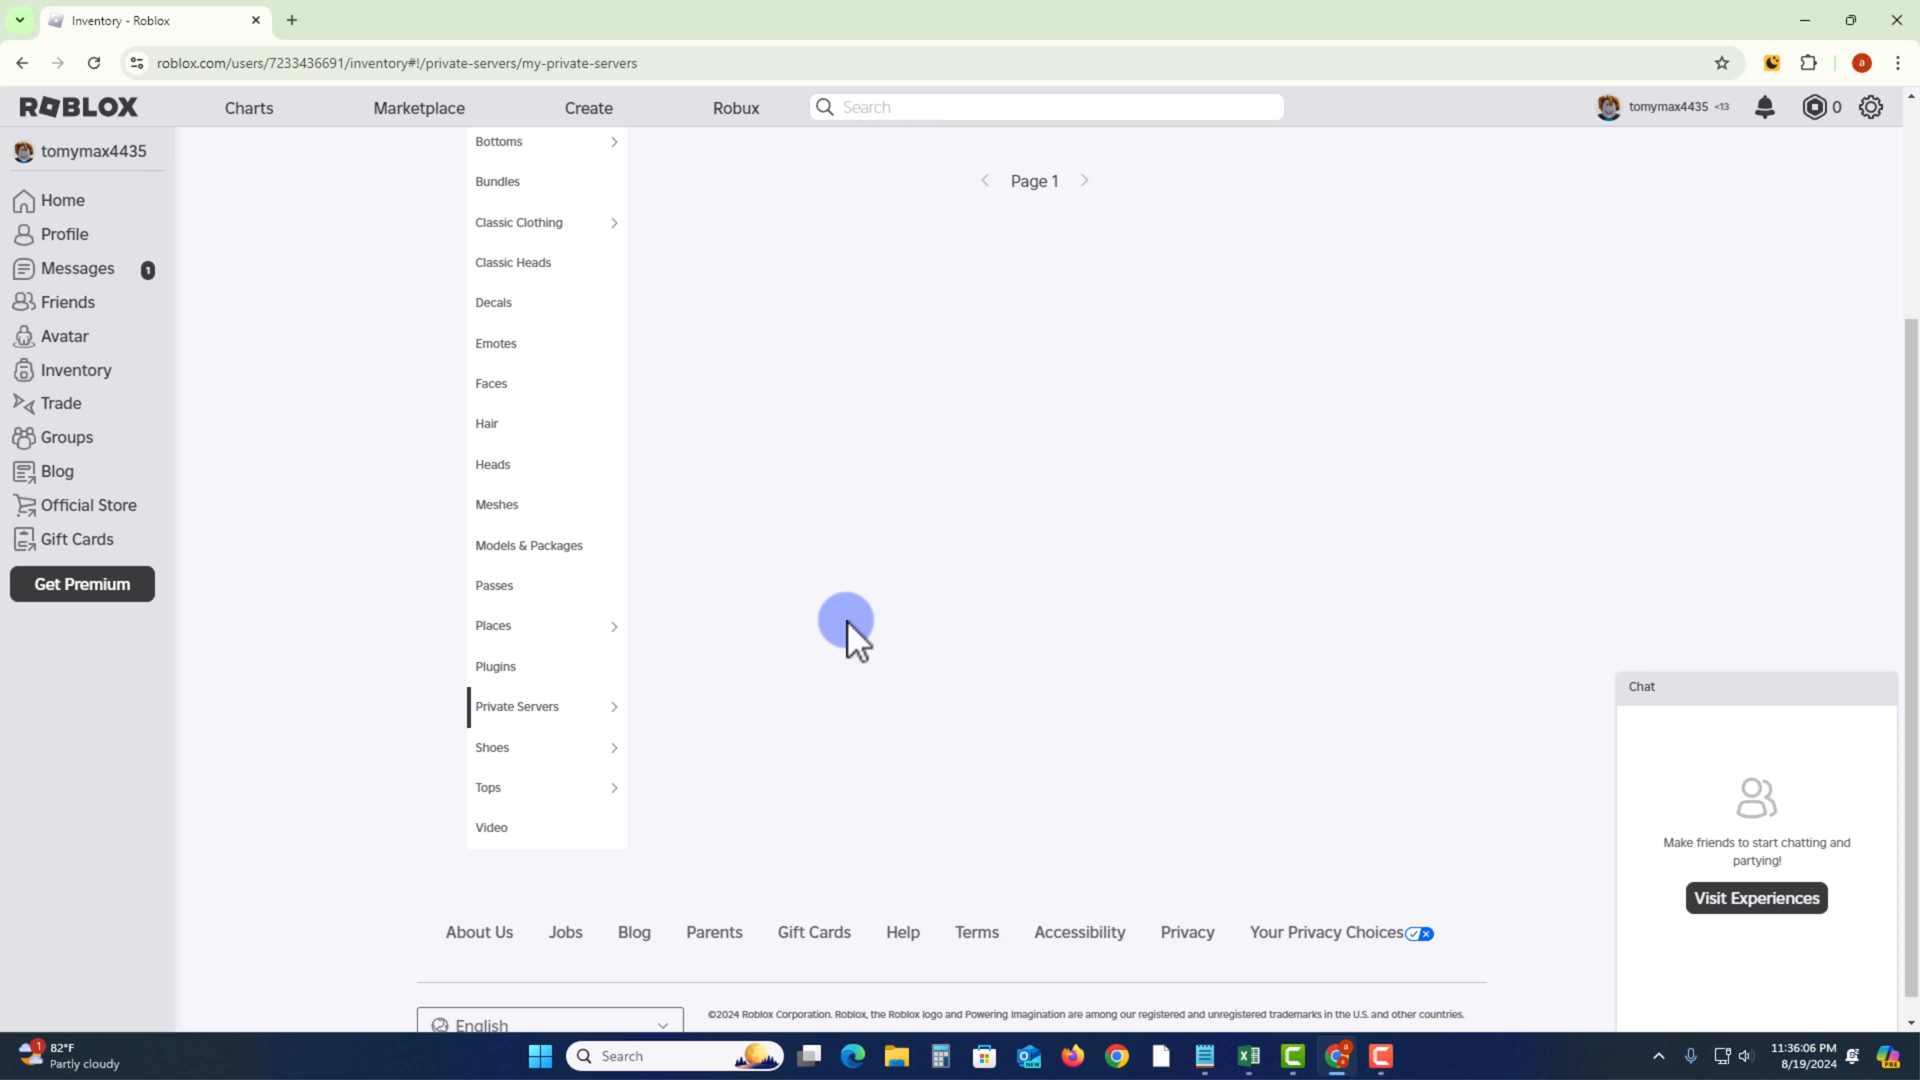 Inventory - Roblox
roblox.com/users/7233436691/inventory#!/private-servers/my-private-servers
a
ROBLOX
Charts
Marketplace
Create
Robux
Search
tomymax4435 <13
0
tomymax4435
Home
Profile
Messages 1
Friends
Avatar
Inventory
Trade
Groups
Blog
Official Store
Gift Cards
Get Premium
Bottoms
Bundles
Classic Clothing
Classic Heads
Decals
Emotes
Faces
Hair
Heads
Meshes
Models & Packages
Passes
Places
Plugins
Private Servers
Shoes
Tops
Video
Page 1
Chat
Make friends to start chatting and
partying!
Visit Experiences
About Us Jobs Blog Parents Gift Cards Help Terms Accessibility Privacy Your Privacy Choices
English
©2024 Roblox Corporation. Roblox, the Roblox logo and Powering Imagination are among our registered and unregistered trademarks in the U.S. and other countries.
1
82°F
Partly cloudy
Search
NEW
a
11:36:06 PM
8/19/2024
PRE